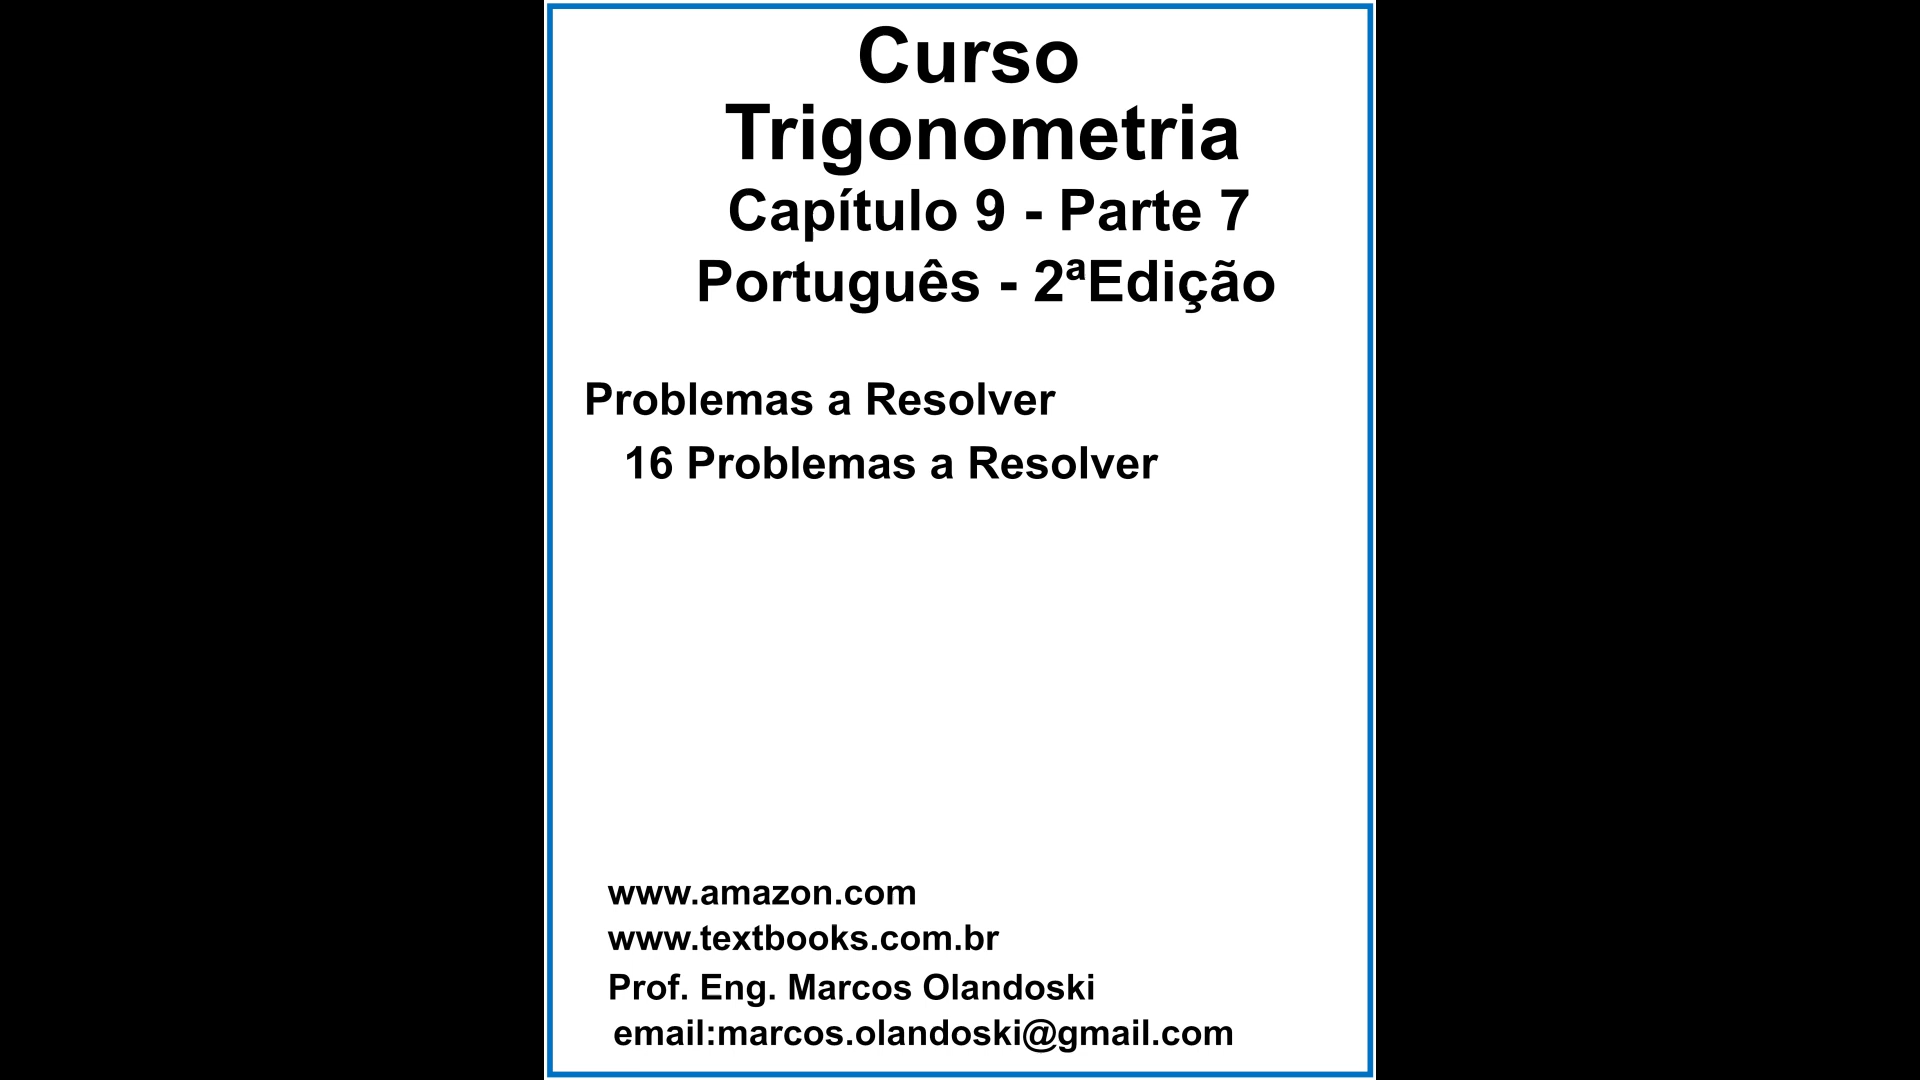 Curso
Trigonometria
Capítulo 9 - Parte 7
Português - 2ªEdição
Problemas a Resolver
16 Problemas a Resolver
www.amazon.com
www.textbooks.com.br
Prof. Eng. Marcos Olandoski
email:marcos.olandoski@gmail.com